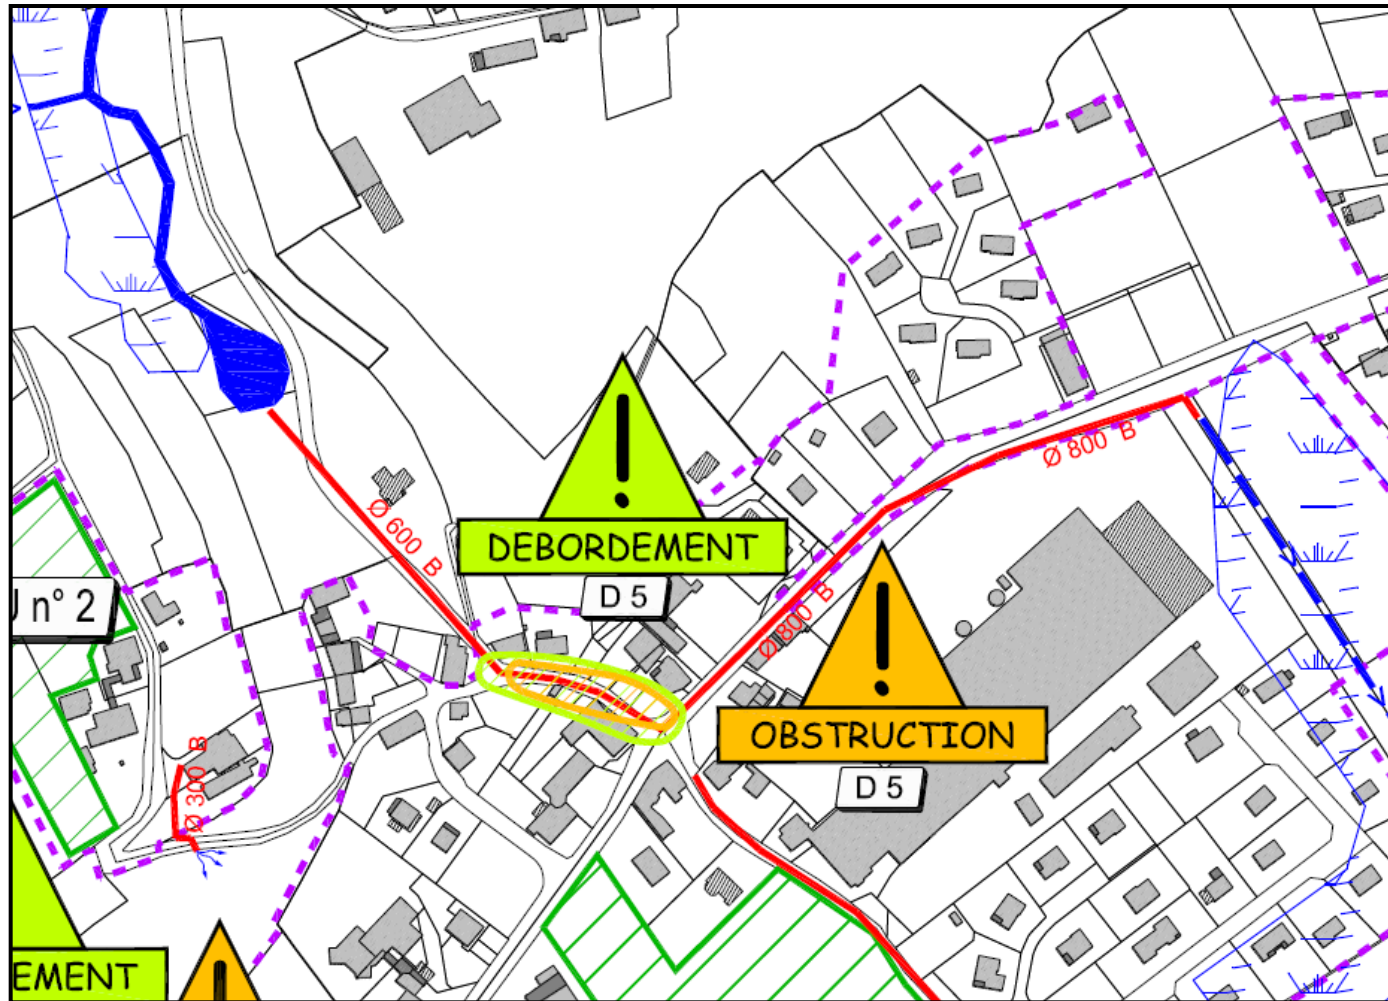 Ø 800 B
Ø 600 B
DEBORDEMENT
D 5
n° 2
Ø 800 B
OBSTRUCTION
D 5
Ø 300 B
EMENT